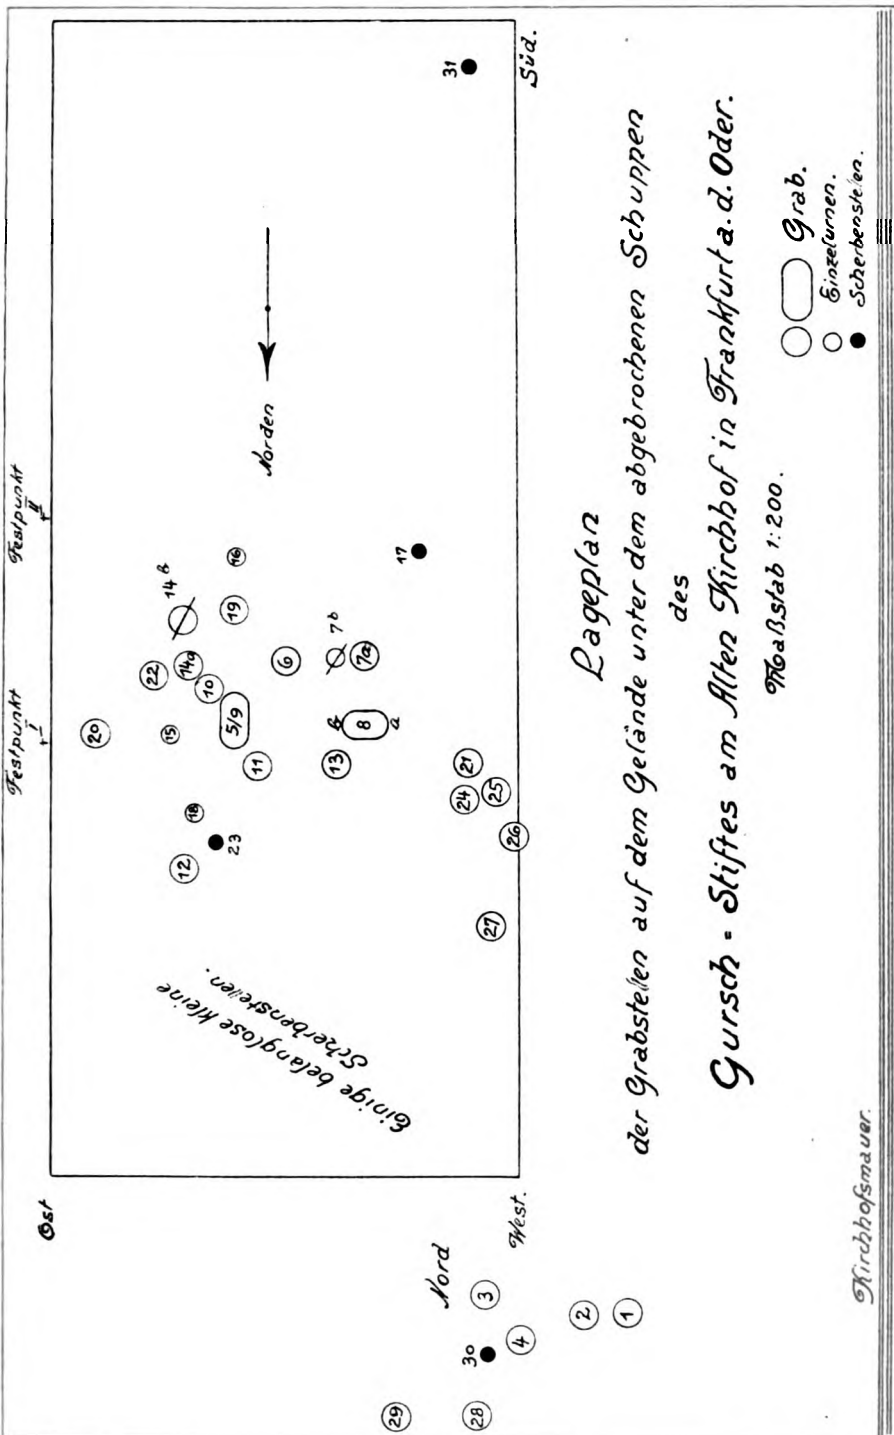 Festpunkt
I
Festpunkt
II
Ost
Süd.
West.
Nord
Norden
20
22
14 b
14a
15
10
19
16
5/9
11
18
23
12
6
7 b
7a
b
8
a
13
17
31
21
24
25
26
27
Einige belanglose kleine
Scherbenstellen.
3
4
2
1
30
29
28
Lageplan
der Grabstellen auf dem Gelände unter dem abgebrochenen Schuppen
des
Gursch = Stiftes am Alten Kirchhof in Frankfurt a. d. Oder.
Maßstab 1:200.
Grab.
Einzelurnen.
Scherbenstellen.
Kirchhofsmauer.